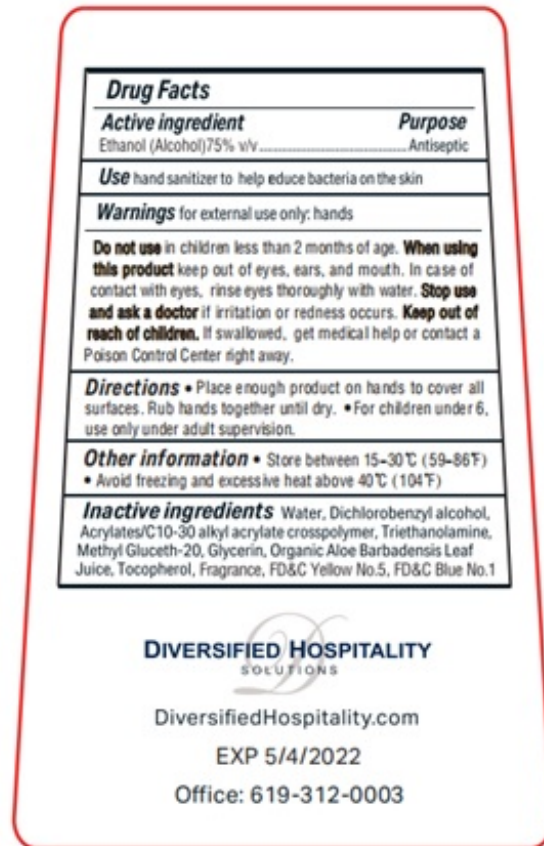 Drug Facts
Active ingredient Purpose
Ethanol (Alcohol)75% v/v Antiseptic
Use hand sanitizer to help educe bacteria on the skin
Warnings for external use only: hands
Do not use in children less than 2 months of age. When using
this product keep out of eyes, ears, and mouth. In case of
contact with eyes, rinse eyes thoroughly with water. Stop use
and ask a doctor if irritation or redness occurs. Keep out of
reach of children. If swallowed, get medical help or contact a
Poison Control Center right away.
Directions • Place enough product on hands to cover all
surfaces. Rub hands together until dry. •For children under 6,
use only under adult supervision.
Other information • Store between 15–30℃ (59–86℉)
• Avoid freezing and excessive heat above 40℃ (104℉)
Inactive ingredients Water, Dichlorobenzyl alcohol,
Acrylates/C10-30 alkyl acrylate crosspolymer, Triethanolamine,
Methyl Gluceth-20, Glycerin, Organic Aloe Barbadensis Leaf
Juice, Tocopherol, Fragrance, FD&C Yellow No.5, FD&C Blue No.1
D
DIVERSIFIED HOSPITALITY
SOLUTIONS
DiversifiedHospitality.com
EXP 5/4/2022
Office: 619-312-0003